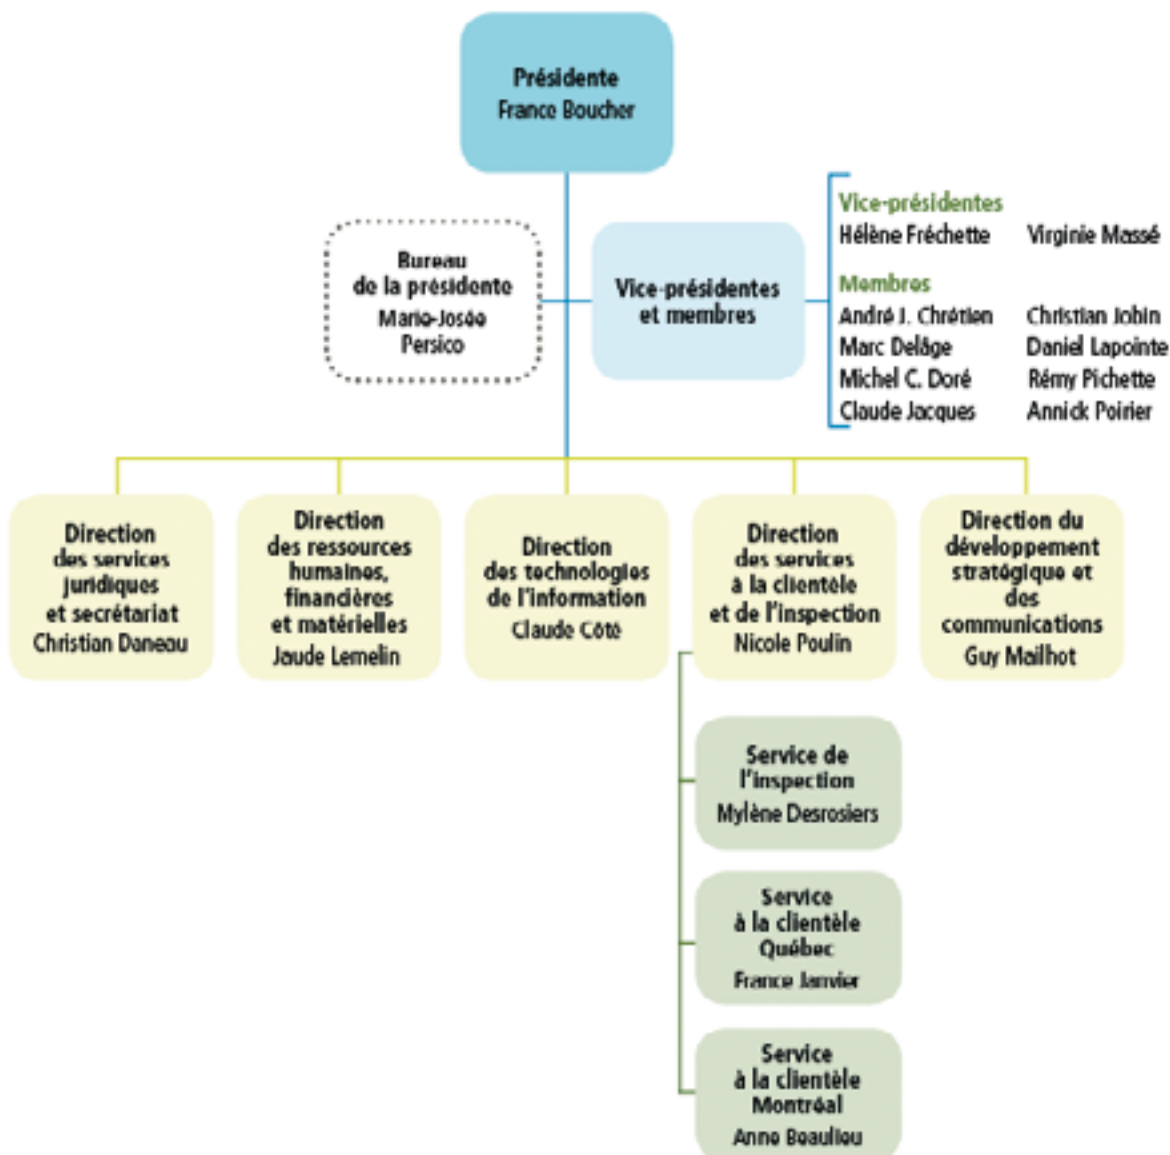 Présidente
France Boucher
Bureau
de la présidente
Marie-Josée
Persico
Vice-présidentes
et membres
Vice-présidentes
Hélène Fréchette Virginie Massé
Membres
André J. Chrétien Christian Jobin
Marc Delâge Daniel Lapointe
Michel C. Doré Rémy Pichette
Claude Jacques Annick Poirier
Direction
des services
juridiques
et secrétariat
Christian Daneau
Direction
des ressources
humaines,
financières
et matérielles
Jaude Lemelin
Direction
des technologies
de l'information
Claude Côté
Direction
des services
à la clientèle
et de l'inspection
Nicole Poulin
Direction du
développement
stratégique et
des
communications
Guy Mailhot
Service de
l'inspection
Mylène Desrosiers
Service
à la clientèle
Québec
France Janvier
Service
à la clientèle
Montréal
Anne Beaulieu